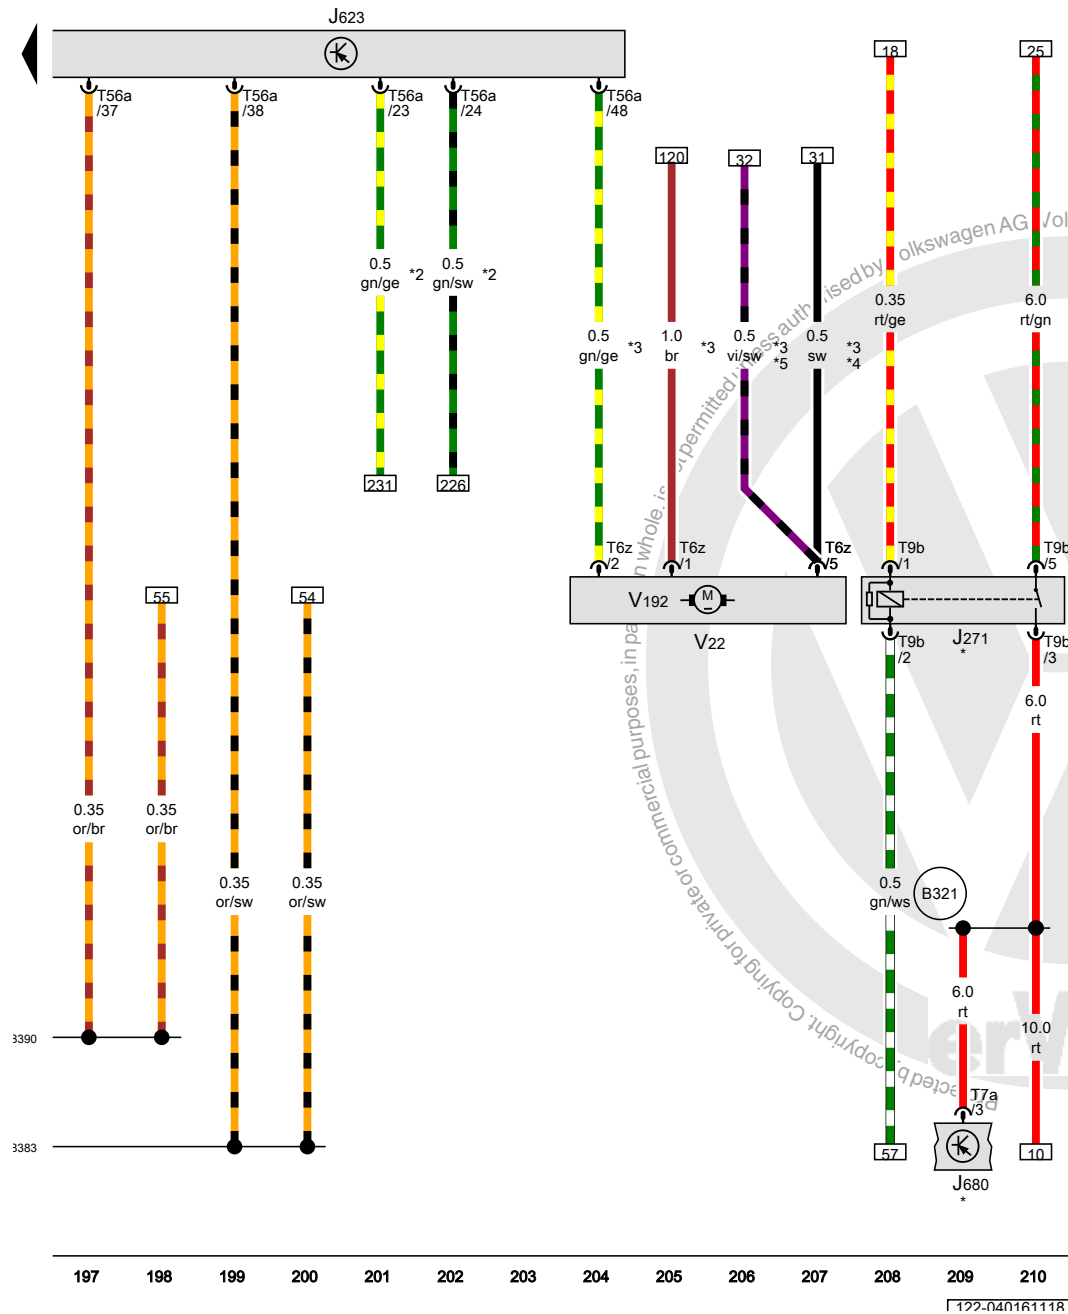 J623
18
25
T56a
/37
T56a
/38
T56a
/23
T56a
/24
T56a
/48
120
32
31
0.5
gn/ge
*2
0.5
gn/sw
*2
0.35
rt/ge
6.0
rt/gn
0.5
gn/ge
*3
1.0
br
*3
0.5
vi/sw
*3
*5
0.5
sw
*3
*4
231
226
T6z
/2
T6z
/1
T6z
/5
T9b
/1
T9b
/5
55
54
V192
M
V22
J271
*
T9b
/2
T9b
/3
6.0
rt
0.35
or/br
0.35
or/br
0.35
or/sw
0.35
or/sw
0.5
gn/ws
B321
6.0
rt
10.0
rt
3390
3383
T7a
/3
57
10
J680
*
197 198 199 200 201 202 203 204 205 206 207 208 209 210
122-040161118